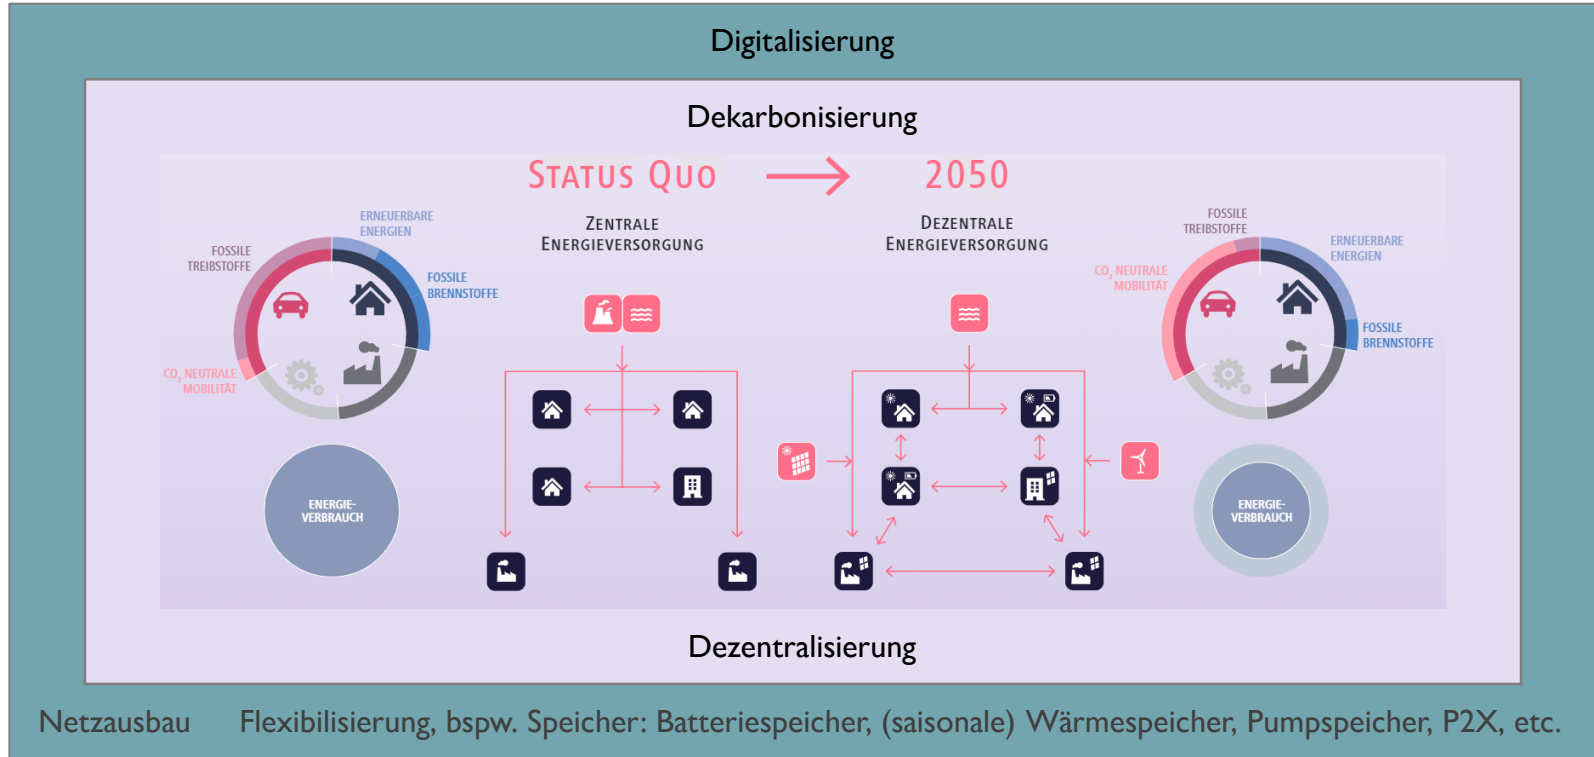 Digitalisierung
Dekarbonisierung
STATUS QUO
2050
ZENTRALE
ENERGIEVERSORGUNG
DEZENTRALE
ENERGIEVERSORGUNG
ERNEUERBARE
ENERGIEN
FOSSILE
TREIBSTOFFE
FOSSILE
BRENNSTOFFE
CO₂ NEUTRALE
MOBILITÄT
ENERGIE-
VERBRAUCH
FOSSILE
TREIBSTOFFE
ERNEUERBARE
ENERGIEN
CO₂ NEUTRALE
MOBILITÄT
FOSSILE
BRENNSTOFFE
ENERGIE-
VERBRAUCH
Dezentralisierung
Netzausbau Flexibilisierung, bspw. Speicher: Batteriespeicher, (saisonale) Wärmespeicher, Pumpspeicher, P2X, etc.